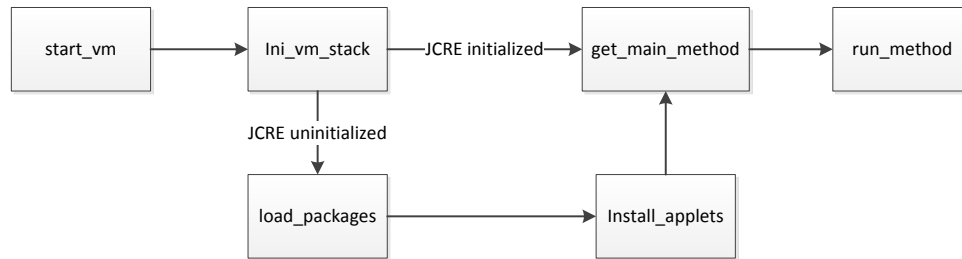 start_vm
Ini_vm_stack
JCRE initialized
get_main_method
run_method
JCRE uninitialized
load_packages
Install_applets